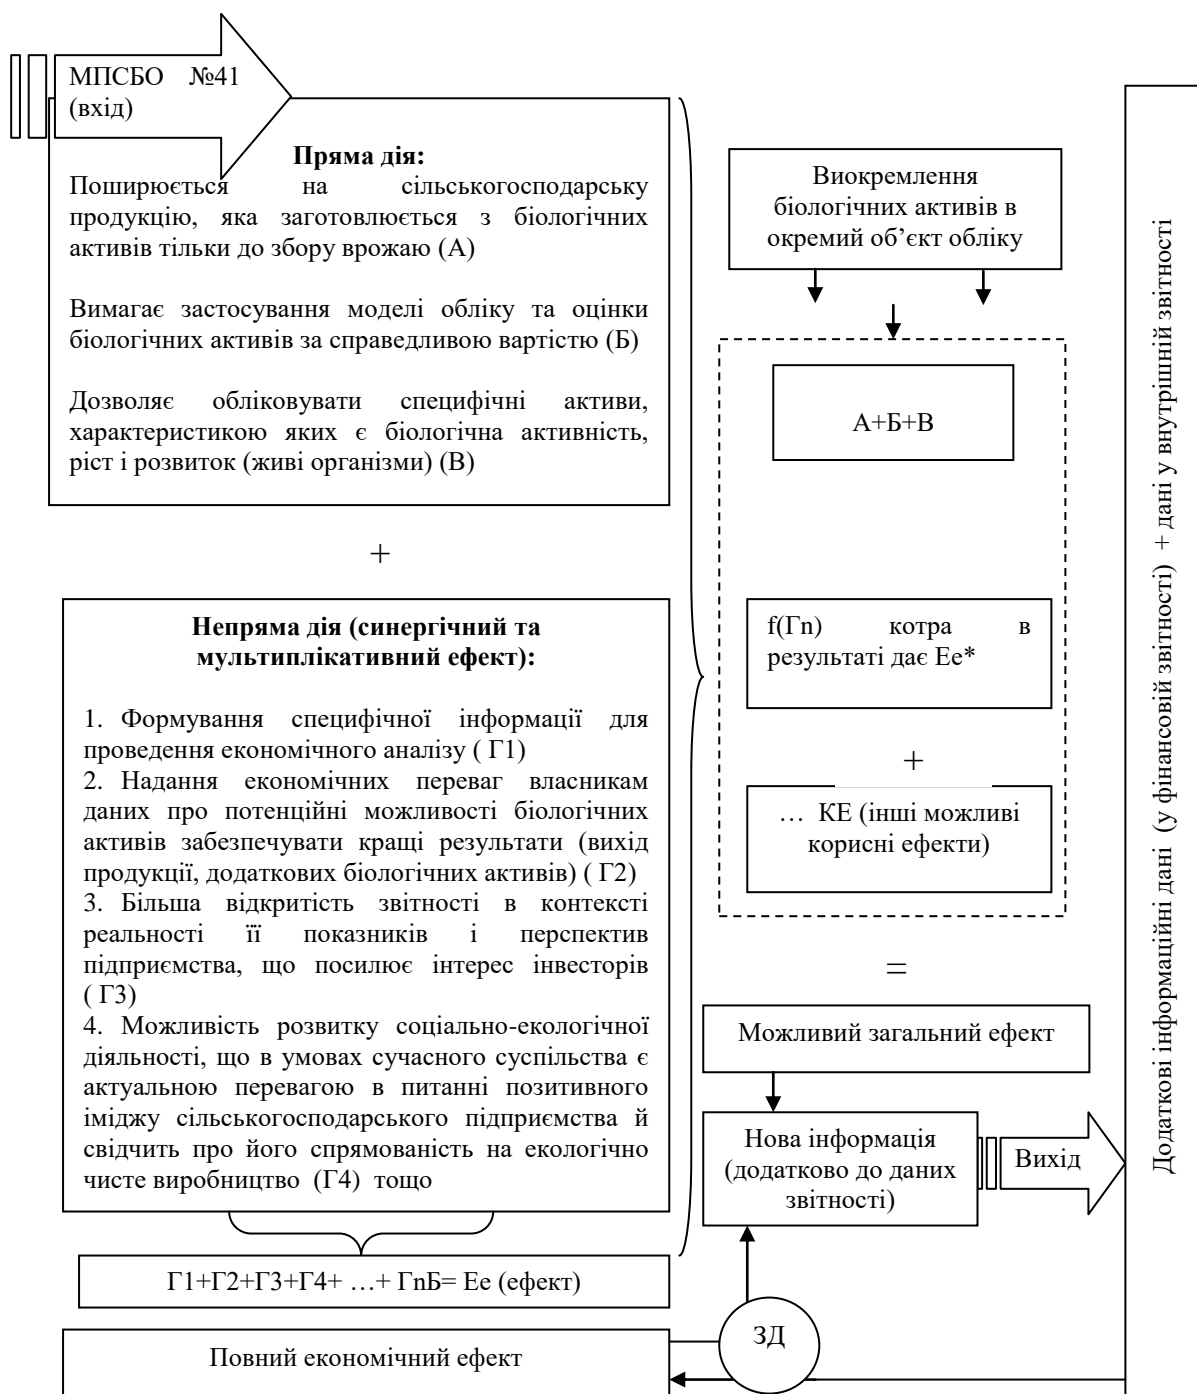 МПСБО №41
(вхід)
Пряма дія:
Поширюється на сільськогосподарську
продукцію, яка заготовлюється з біологічних
активів тільки до збору врожаю (А)
Вимагає застосування моделі обліку та оцінки
біологічних активів за справедливою вартістю (Б)
Дозволяє обліковувати специфічні активи,
характеристикою яких є біологічна активність,
ріст і розвиток (живі організми) (В)
+
Непряма дія (синергічний та
мультиплікативний ефект):
1. Формування специфічної інформації для
проведення економічного аналізу ( Г1)
2. Надання економічних переваг власникам
даних про потенційні можливості біологічних
активів забезпечувати кращі результати (вихід
продукції, додаткових біологічних активів) ( Г2)
3. Більша відкритість звітності в контексті
реальності її показників і перспектив
підприємства, що посилює інтерес інвесторів
( Г3)
4. Можливість розвитку соціально-екологічної
діяльності, що в умовах сучасного суспільства є
актуальною перевагою в питанні позитивного
іміджу сільськогосподарського підприємства й
свідчить про його спрямованість на екологічно
чисте виробництво (Г4) тощо
Г1+Г2+Г3+Г4+ …+ ГnБ= Ее (ефект)
Повний економічний ефект
Виокремлення
біологічних активів в
окремий об’єкт обліку
А+Б+В
f(Гn) котра в
результаті дає Ее*
+
… КЕ (інші можливі
корисні ефекти)
=
Можливий загальний ефект
Нова інформація
(додатково до даних
звітності)
Вихід
ЗД
Додаткові інформаційні дані (у фінансовій звітності) + дані у внутрішній звітності